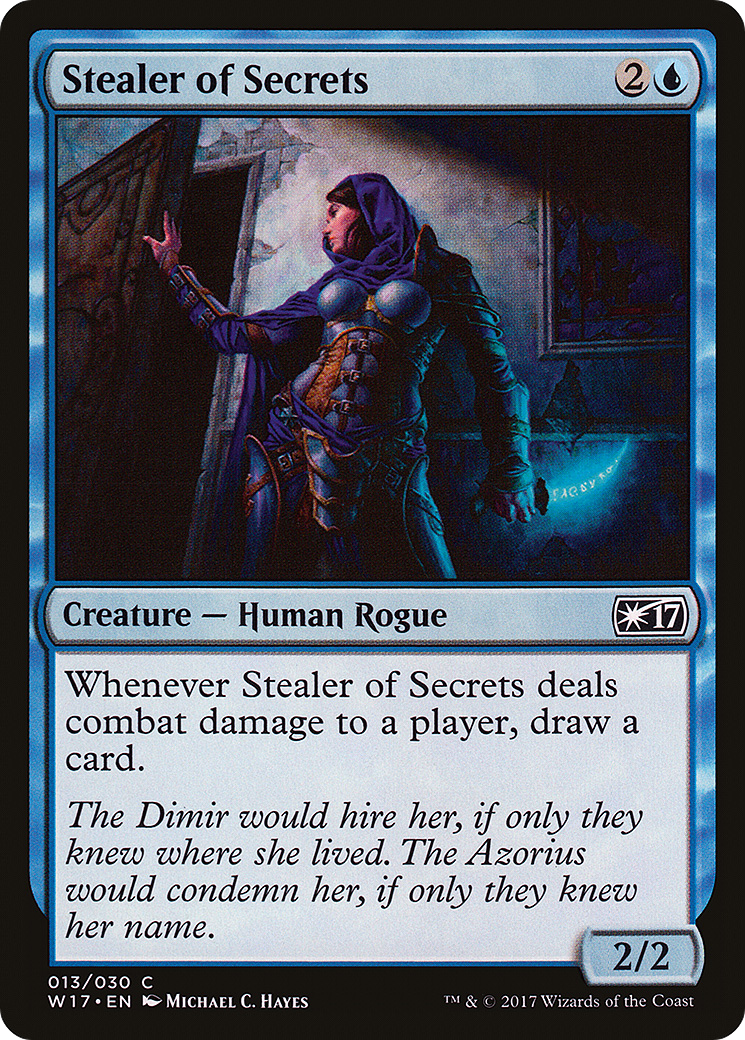 Stealer of Secrets 2
Creature — Human Rogue 17
Whenever Stealer of Secrets deals
combat damage to a player, draw a
card.
The Dimir would hire her, if only they
knew where she lived. The Azorius
would condemn her, if only they knew
her name.
2/2
013/030 C
W17 • EN Michael C. Hayes ™ & © 2017 Wizards of the Coast